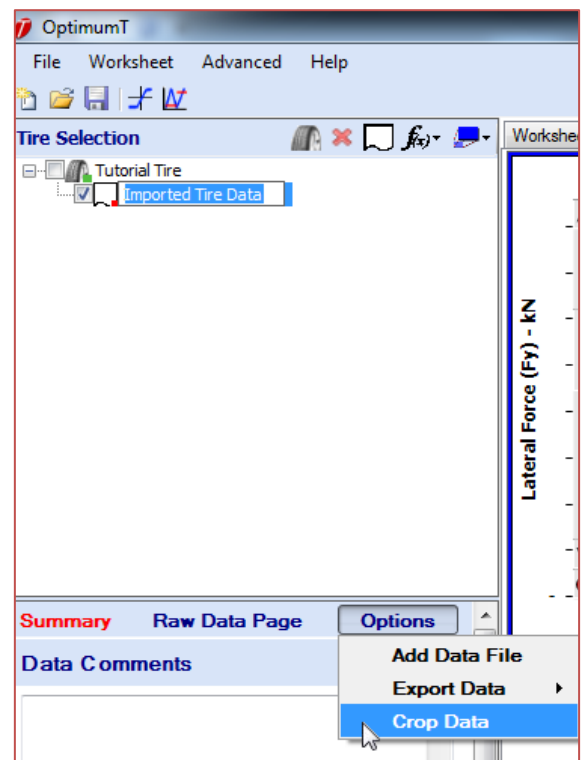 OptimumT
File Worksheet Advanced Help
Tire Selection
f(x)
Tutorial Tire
Imported Tire Data
Lateral Force (Fy) - kN
Summary Raw Data Page Options
Data Comments
Add Data File
Export Data
Crop Data